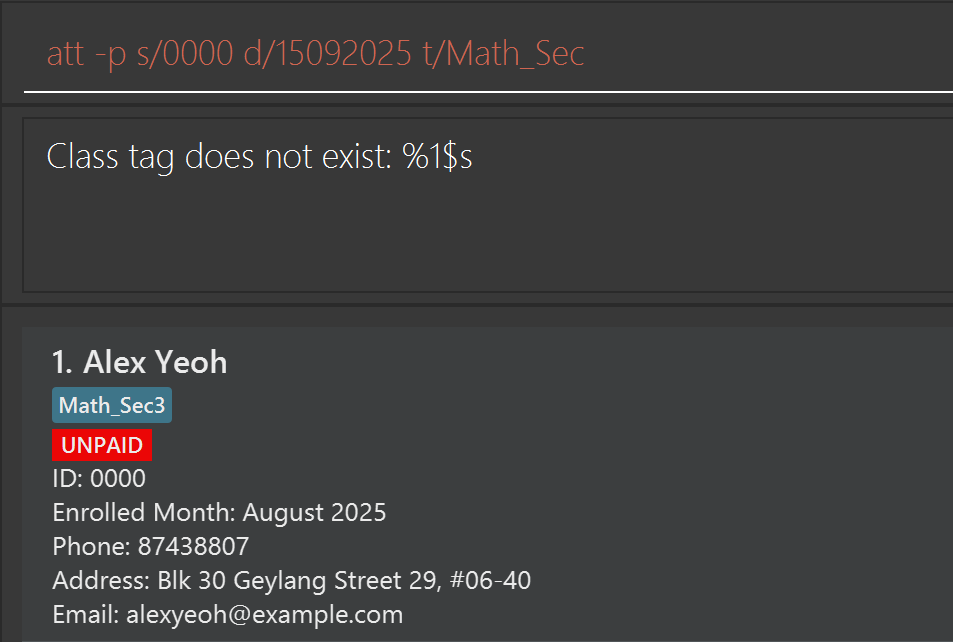 att -p s/0000 d/15092025 t/Math_Sec
Class tag does not exist: %1$s
1. Alex Yeoh
Math_Sec3
UNPAID
ID: 0000
Enrolled Month: August 2025
Phone: 87438807
Address: Blk 30 Geylang Street 29, #06-40
Email: alexyeoh@example.com